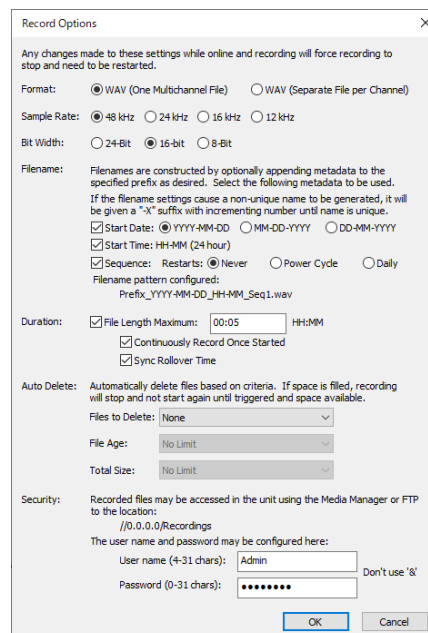 Record Options
Any changes made to these settings while online and recording will force recording to
stop and need to be restarted.
Format: WAV (One Multichannel File) WAV (Separate File per Channel)
Sample Rate: 48 kHz 24 kHz 16 kHz 12 kHz
Bit Width: 24-Bit 16-bit 8-Bit
Filename: Filenames are constructed by optionally appending metadata to the
specified prefix as desired. Select the following metadata to be used.
If the filename settings cause a non-unique name to be generated, it will
be given a "-X" suffix with incrementing number until name is unique.
Start Date: YYYY-MM-DD MM-DD-YYYY DD-MM-YYYY
Start Time: HH-MM (24 hour)
Sequence: Restarts: Never Power Cycle Daily
Filename pattern configured:
Prefix_YYYY-MM-DD_HH-MM_Seq1.wav
Duration: File Length Maximum: 00:05 HH:MM
Continuously Record Once Started
Sync Rollover Time
Auto Delete: Automatically delete files based on criteria. If space is filled, recording
will stop and not start again until triggered and space available.
Files to Delete: None
File Age: No Limit
Total Size: No Limit
Security: Recorded files may be accessed in the unit using the Media Manager or FTP
to the location:
//0.0.0.0/Recordings
The user name and password may be configured here:
User name (4-31 chars): Admin
Don't use '&'
Password (0-31 chars): ●●●●●●●●
OK Cancel